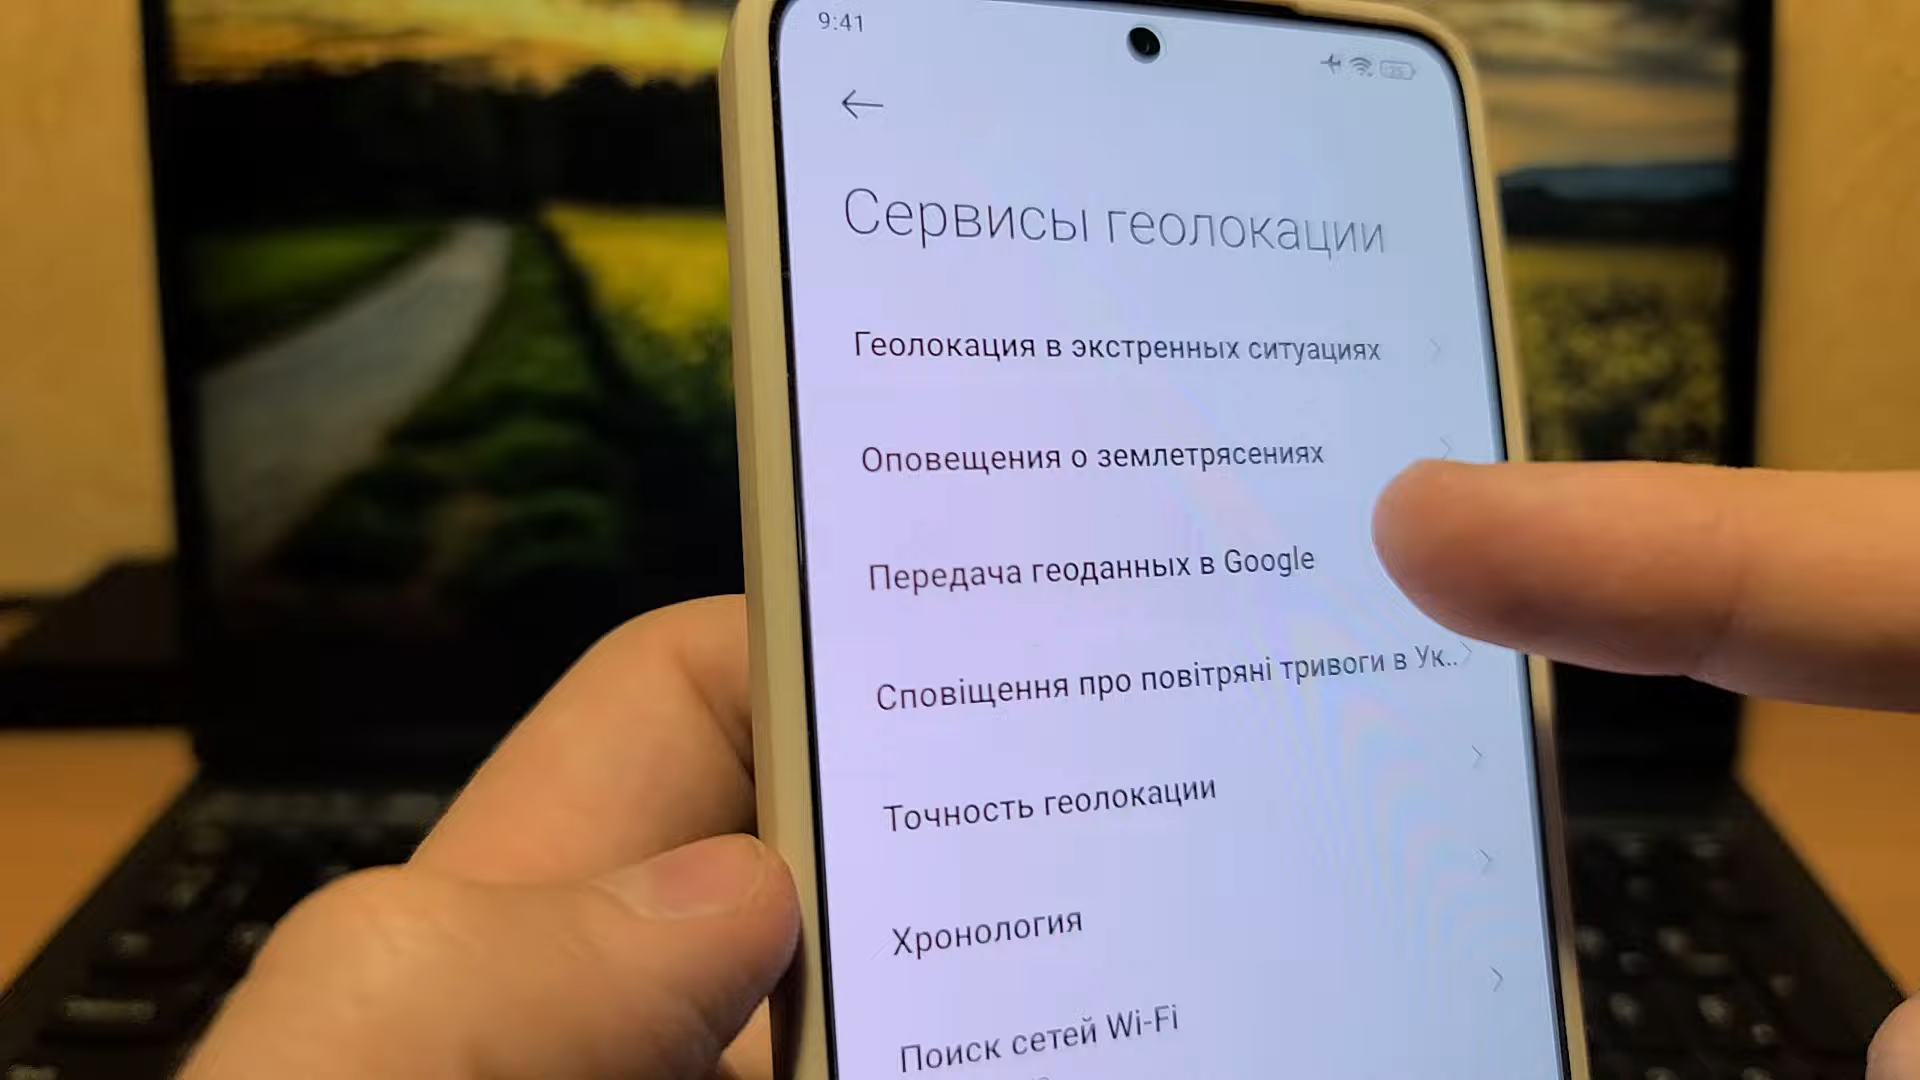 9:41
Сервисы геолокации
Геолокация в экстренных ситуациях
Оповещения о землетрясениях
Передача геоданных в Google
Сповіщення про повітряні тривоги в Ук..
Точность геолокации
Хронология
Поиск сетей Wi-Fi